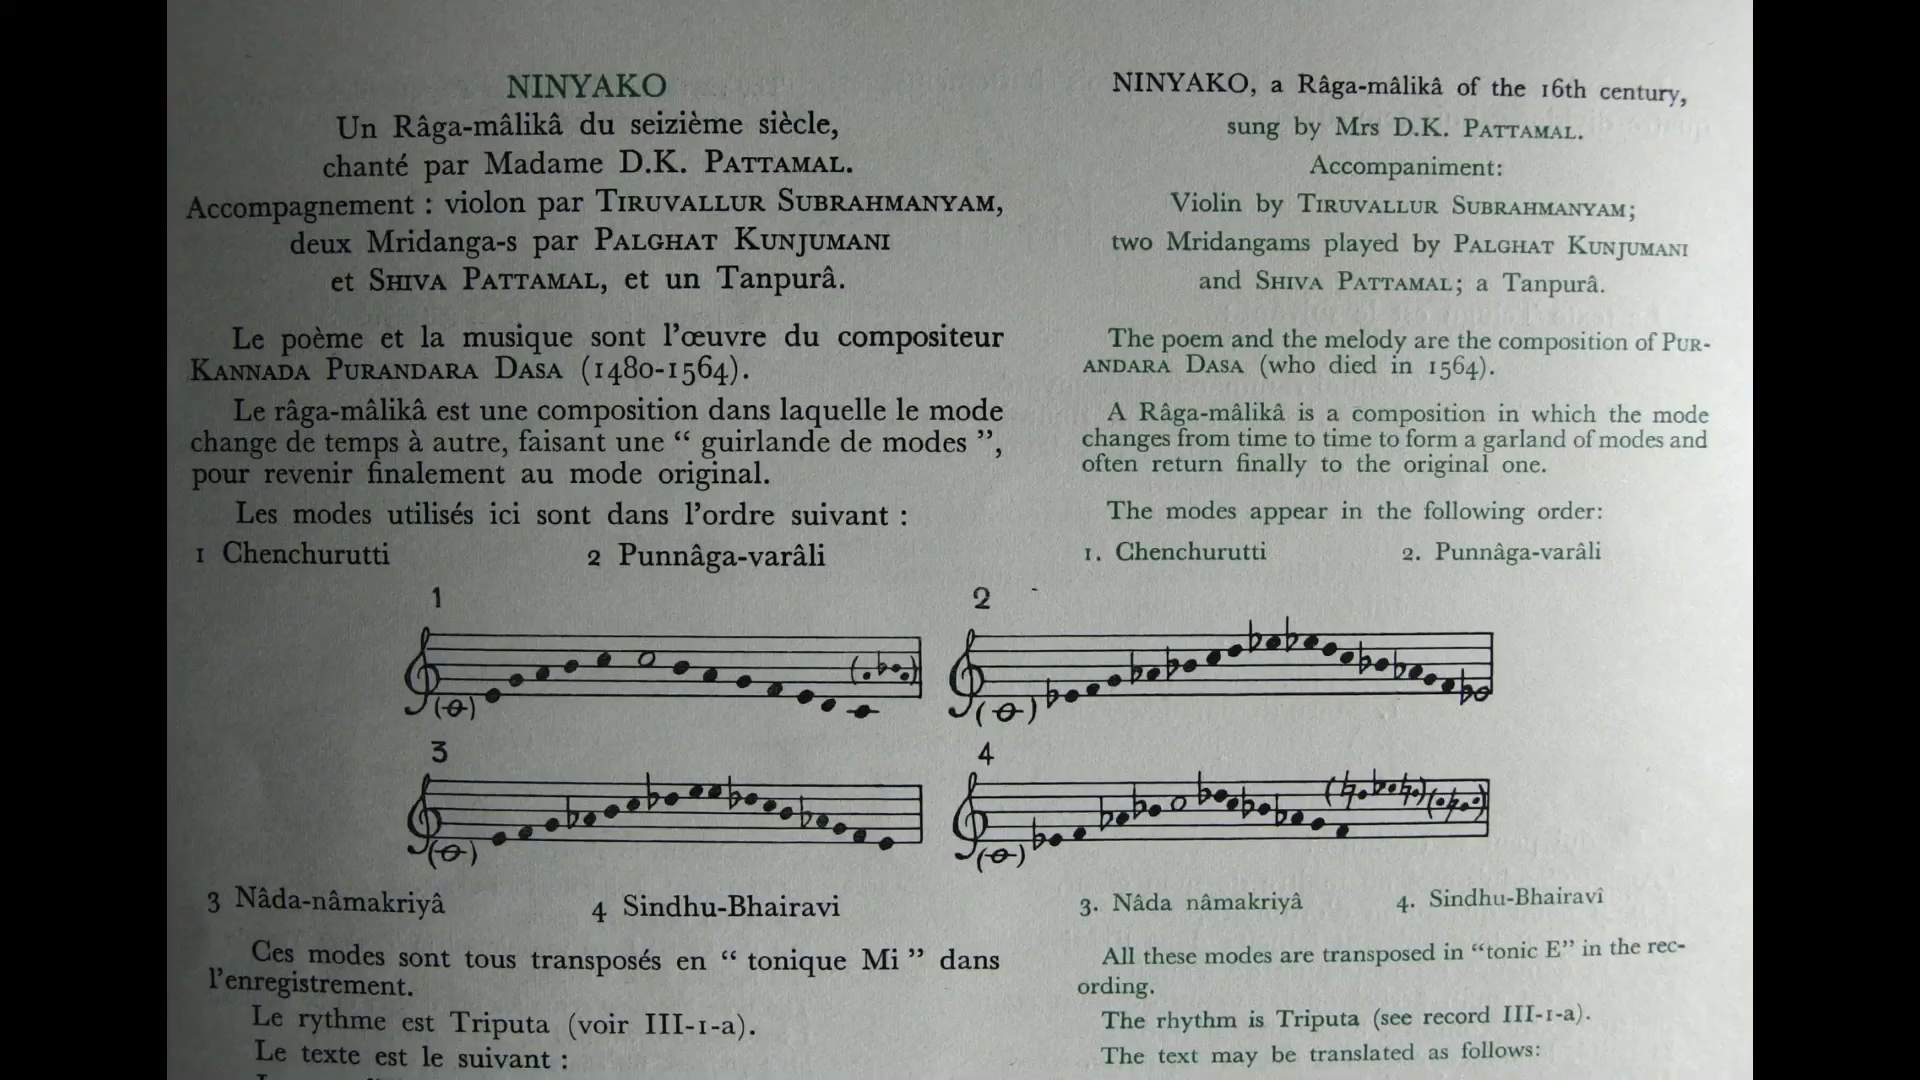 NINYAKO
Un Râga-mâlikâ du seizième siècle,
chanté par Madame D.K. PATTAMAL.
Accompagnement : violon par TIRUVALLUR SUBRAHMANYAM,
deux Mridanga-s par PALGHAT KUNJUMANI
et SHIVA PATTAMAL, et un Tanpurâ.
Le poème et la musique sont l'œuvre du compositeur
KANNADA PURANDARA DASA (1480-1564).
Le râga-mâlikâ est une composition dans laquelle le mode
change de temps à autre, faisant une “ guirlande de modes ”,
pour revenir finalement au mode original.
Les modes utilisés ici sont dans l'ordre suivant :
1 Chenchurutti 2 Punnâga-varâli
NINYAKO, a Râga-mâlikâ of the 16th century,
sung by Mrs D.K. PATTAMAL.
Accompaniment:
Violin by TIRUVALLUR SUBRAHMANYAM;
two Mridangams played by PALGHAT KUNJUMANI
and SHIVA PATTAMAL; a Tanpurâ.
The poem and the melody are the composition of PUR-
ANDARA DASA (who died in 1564).
A Râga-mâlikâ is a composition in which the mode
changes from time to time to form a garland of modes and
often return finally to the original one.
The modes appear in the following order:
1. Chenchurutti 2. Punnâga-varâli
1 2
3 4
3 Nâda-nâmakriyâ 4 Sindhu-Bhairavi
Ces modes sont tous transposés en “ tonique Mi ” dans
l'enregistrement.
Le rythme est Triputa (voir III-1-a).
Le texte est le suivant :
3. Nâda nâmakriyâ 4. Sindhu-Bhairavî
All these modes are transposed in “tonic E” in the rec-
ording.
The rhythm is Triputa (see record III-1-a).
The text may be translated as follows: